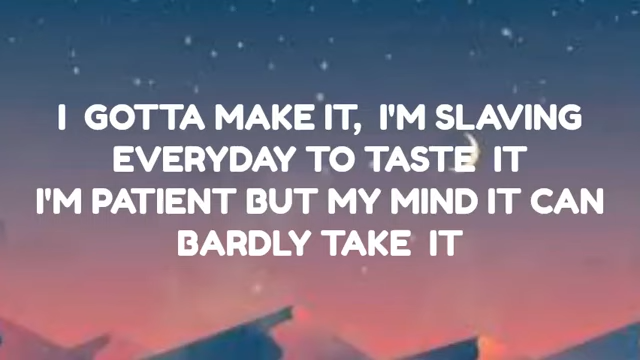 I GOTTA MAKE IT, I'M SLAVING
EVERYDAY TO TASTE IT
I'M PATIENT BUT MY MIND IT CAN
BARDLY TAKE IT